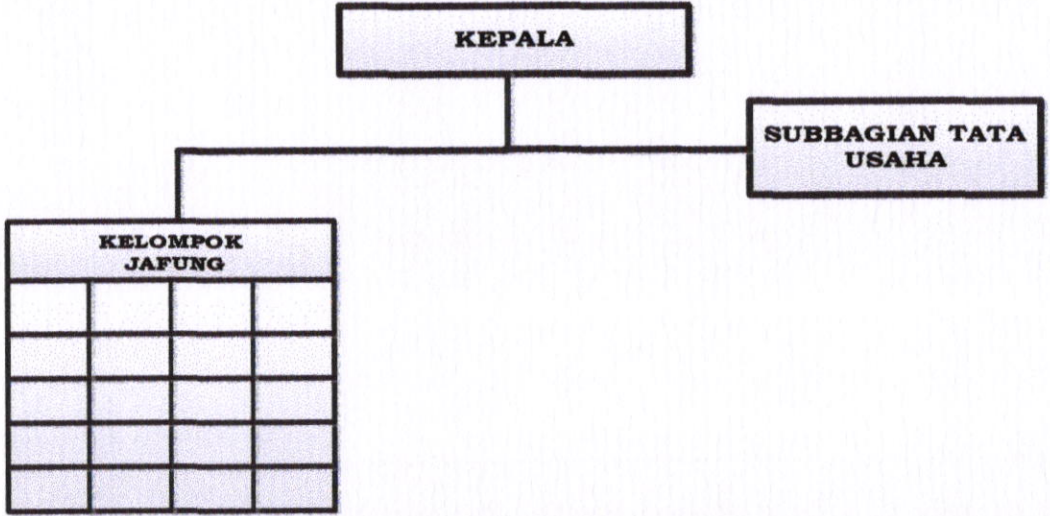 KEPALA
SUBBAGIAN TATA
USAHA
KELOMPOK
JAFUNG